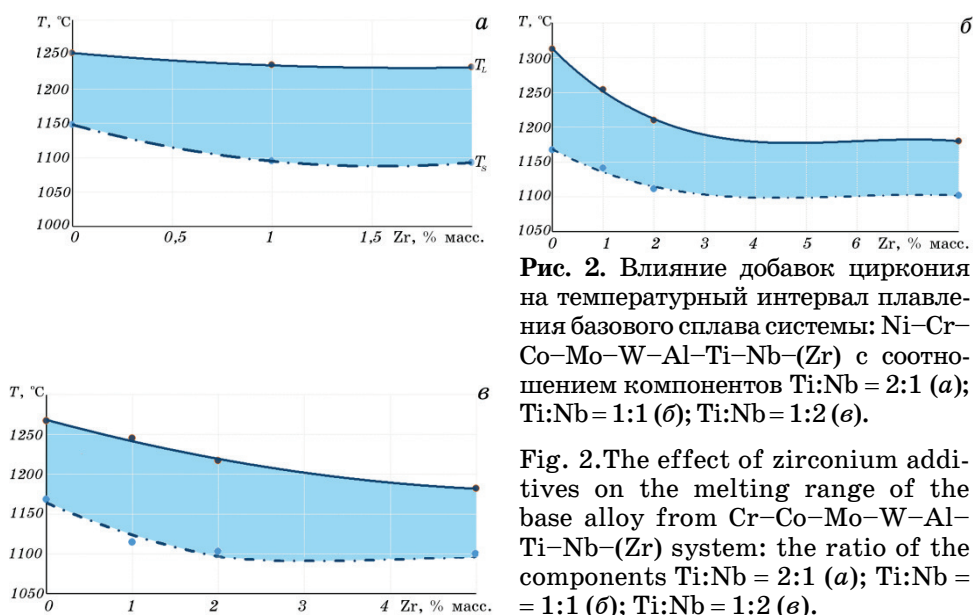 T, °C
а
1250
1200
1150
1100
1050
1000
T_L
T_S
0 0,5 1 1,5 Zr, % масс.
T, °C
б
1300
1250
1200
1150
1100
1050
0 1 2 3 4 5 6 Zr, % масс.
T, °C
в
1250
1200
1150
1100
1050
0 1 2 3 4 Zr, % масс.
Рис. 2. Влияние добавок циркония
на температурный интервал плавле-
ния базового сплава системы: Ni–Cr–
Co–Mo–W–Al–Ti–Nb–(Zr) с соотно-
шением компонентов Ti:Nb = 2:1 (а);
Ti:Nb = 1:1 (б); Ti:Nb = 1:2 (в).
Fig. 2.The effect of zirconium addi-
tives on the melting range of the
base alloy from Cr–Co–Mo–W–Al–
Ti–Nb–(Zr) system: the ratio of the
components Ti:Nb = 2:1 (а); Ti:Nb =
= 1:1 (б); Ti:Nb = 1:2 (в).